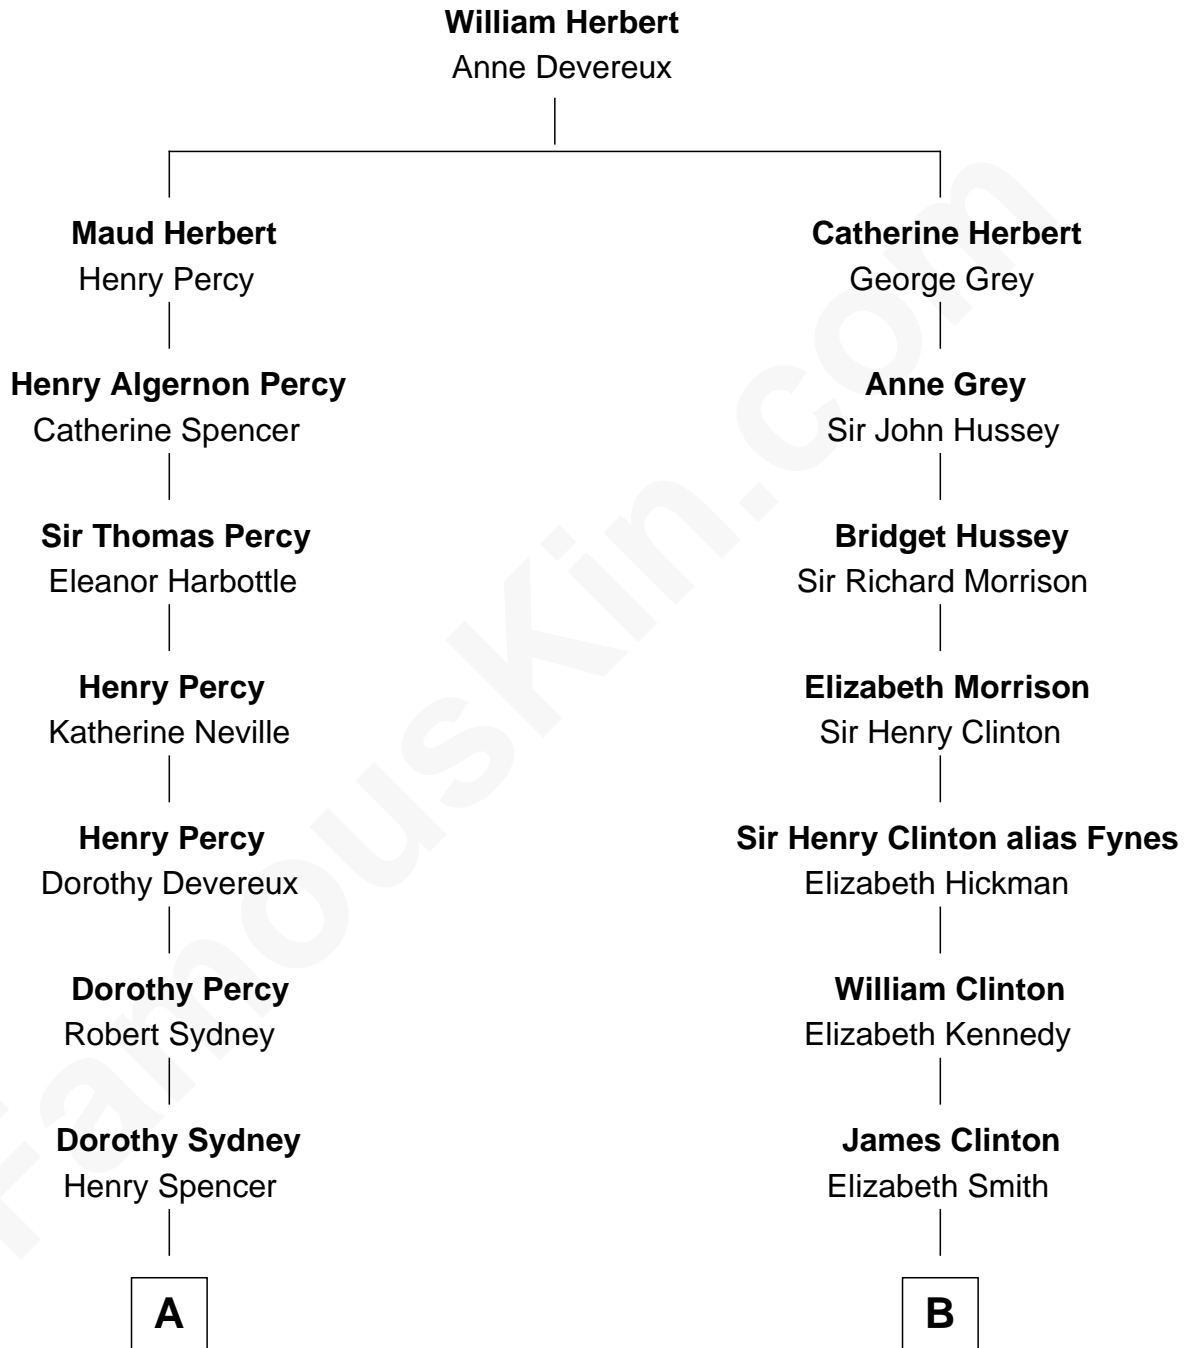 William Herbert
Anne Devereux
Maud Herbert
Henry Percy
Catherine Herbert
George Grey
Henry Algernon Percy
Catherine Spencer
Anne Grey
Sir John Hussey
Sir Thomas Percy
Eleanor Harbottle
Bridget Hussey
Sir Richard Morrison
Henry Percy
Katherine Neville
Elizabeth Morrison
Sir Henry Clinton
Henry Percy
Dorothy Devereux
Sir Henry Clinton alias Fynes
Elizabeth Hickman
Dorothy Percy
Robert Sydney
William Clinton
Elizabeth Kennedy
Dorothy Sydney
Henry Spencer
James Clinton
Elizabeth Smith
A
B
FamousKin.com